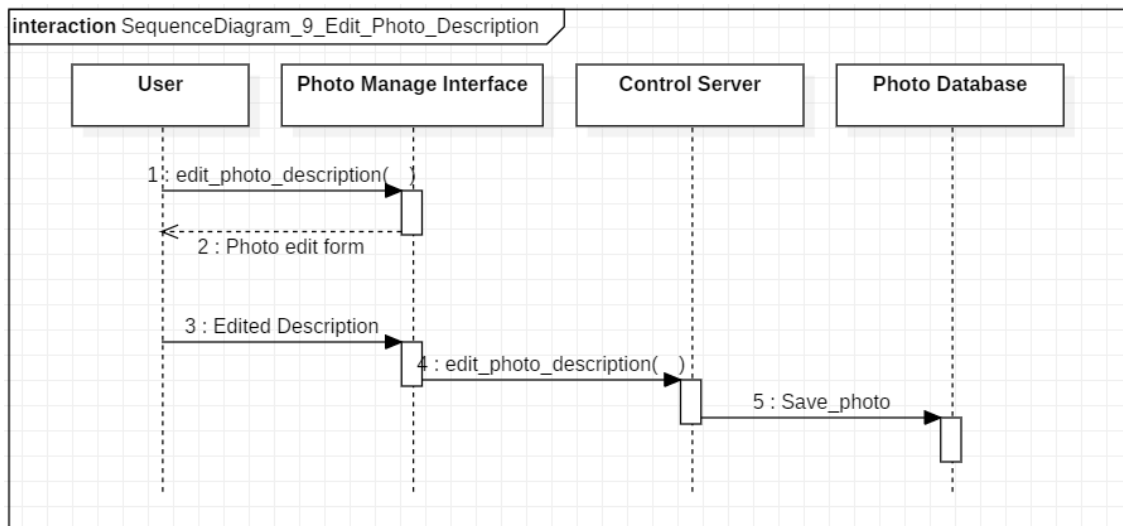 interaction SequenceDiagram_9_Edit_Photo_Description
User
Photo Manage Interface
Control Server
Photo Database
1 : edit_photo_description( )
2 : Photo edit form
3 : Edited Description
4 : edit_photo_description( )
5 : Save_photo